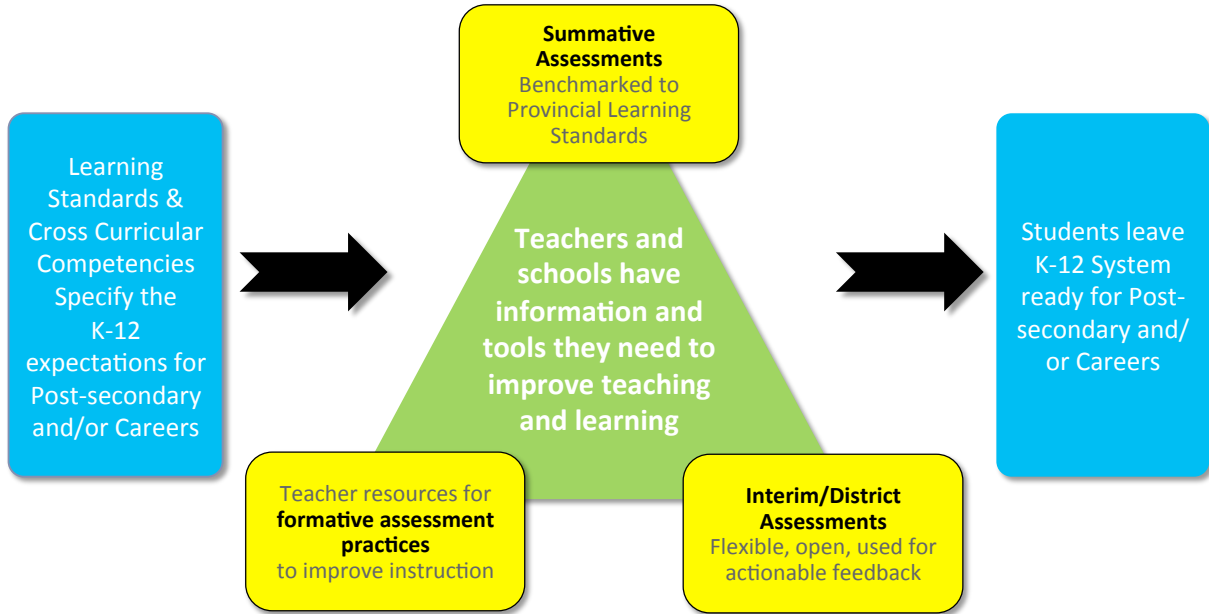 Summative
Assessments
Benchmarked to
Provincial Learning
Standards
Learning
Standards &
Cross Curricular
Competencies
Specify the
K-12
expectations for
Post-secondary
and/or Careers
Teachers and
schools have
information and
tools they need to
improve teaching
and learning
Students leave
K-12 System
ready for Post-
secondary and/
or Careers
Teacher resources for
formative assessment
practices
to improve instruction
Interim/District
Assessments
Flexible, open, used for
actionable feedback